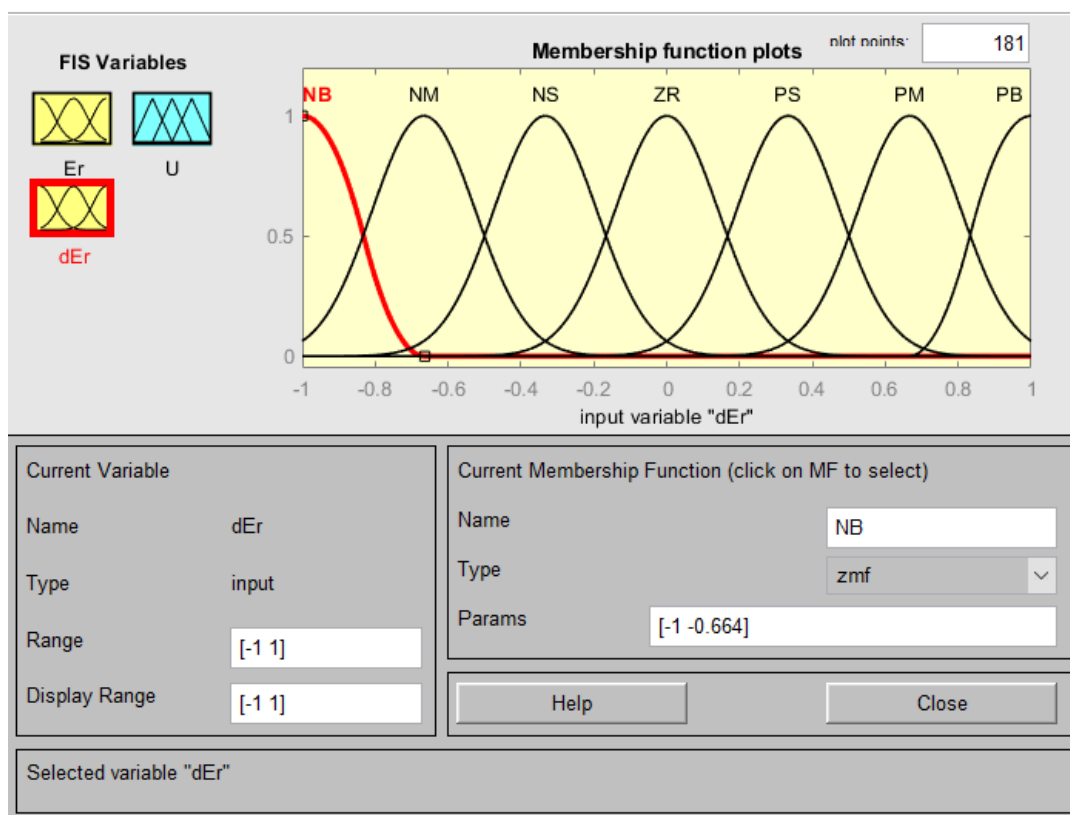 FIS Variables
Er
U
dEr
Membership function plots
plot points:
181
NB NM NS ZR PS PM PB
1
0.5
0
-1 -0.8 -0.6 -0.4 -0.2 0 0.2 0.4 0.6 0.8 1
input variable "dEr"
Current Variable
Name dEr
Type input
Range [-1 1]
Display Range [-1 1]
Current Membership Function (click on MF to select)
Name NB
Type zmf
Params [-1 -0.664]
Help Close
Selected variable "dEr"